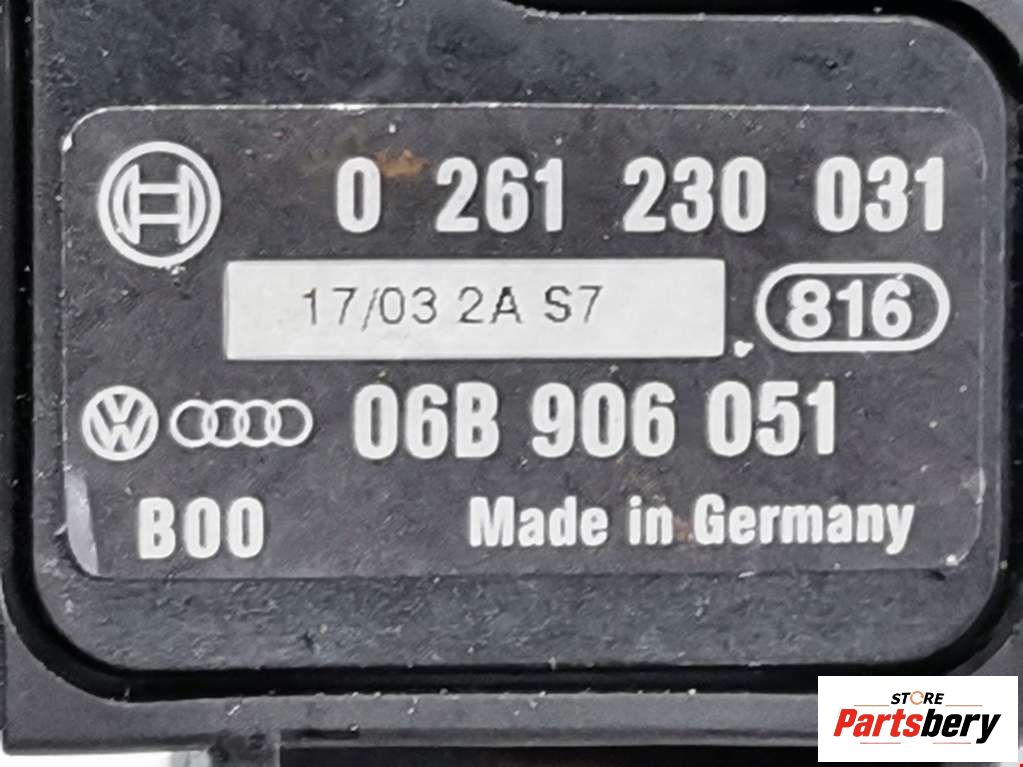 0 261 230 031
17/03 2A S7
816
06B 906 051
B00
Made in Germany
STORE
Partsbery